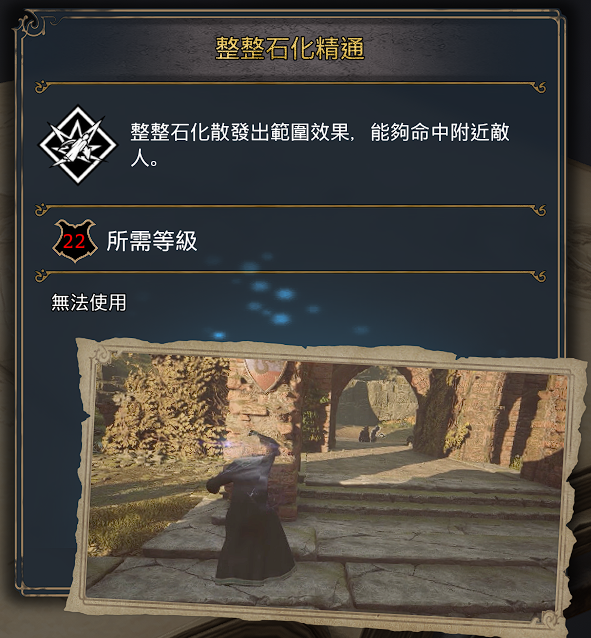 整整石化精通
整整石化散發出範圍效果，能夠命中附近敵
人。
22 所需等級
無法使用